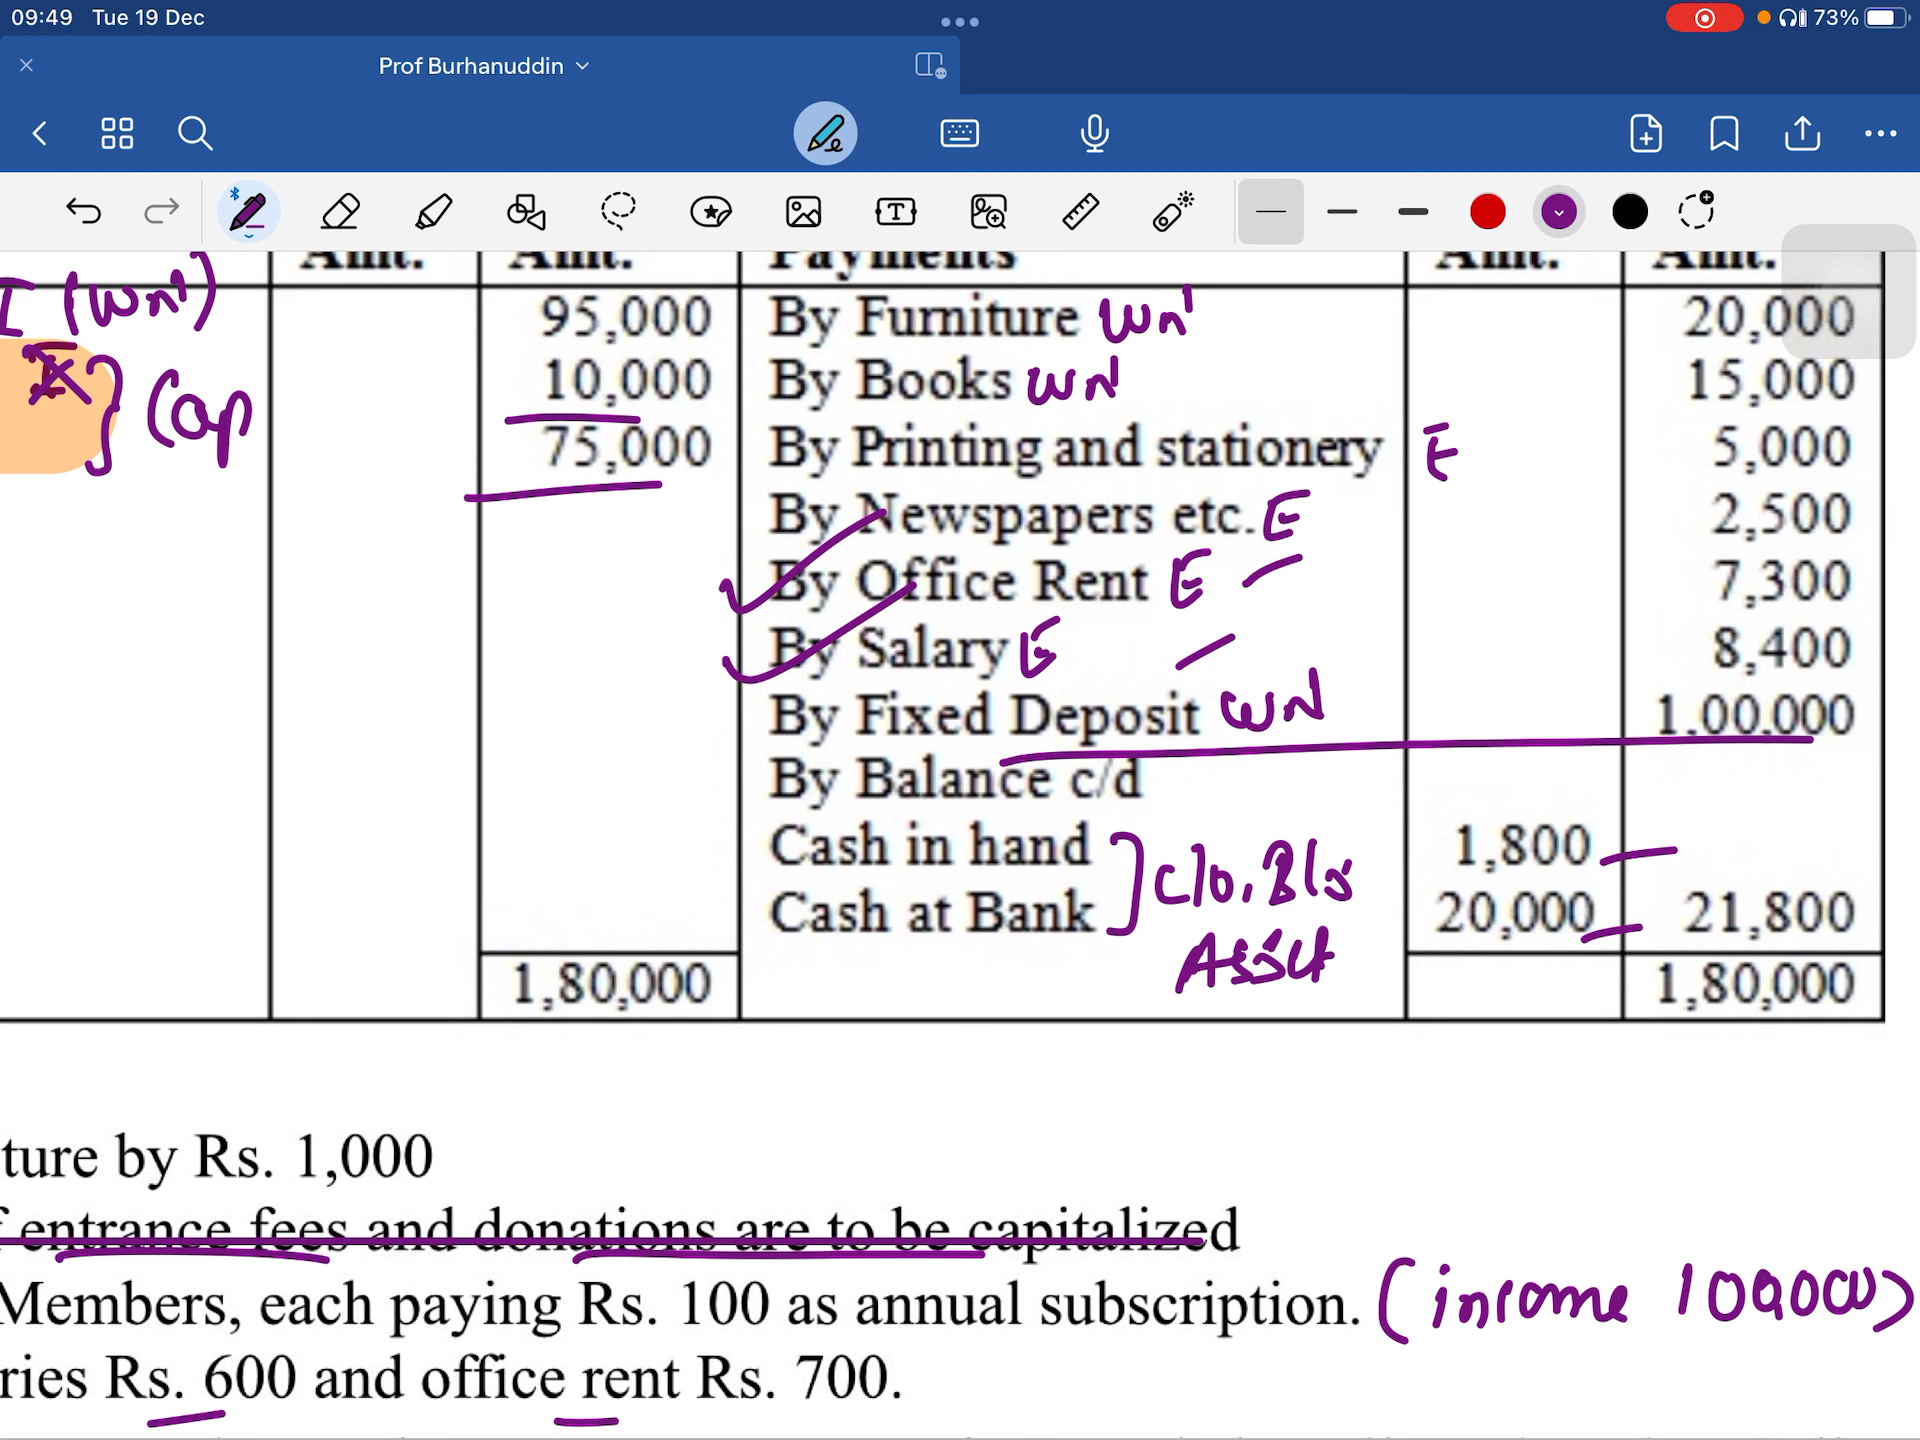 09:49 Tue 19 Dec
73%
Prof Burhanuddin
Amt. Amt. Payments Amt. Amt.
I (Wn1) 95,000 By Furniture Wn1 20,000
10,000 By Books WN 15,000
(Cap 75,000 By Printing and stationery E 5,000
By Newspapers etc. E 2,500
By Office Rent E 7,300
By Salary E 8,400
By Fixed Deposit WN 1,00,000
By Balance c/d
Cash in hand 1,800
Cash at Bank 20,000 21,800
Asset
1,80,000 1,80,000
ture by Rs. 1,000
f entrance fees and donations are to be capitalized
Members, each paying Rs. 100 as annual subscription. (income
ries Rs. 600 and office rent Rs. 700.